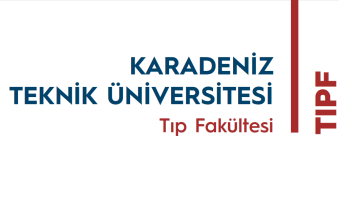 KARADENİZ
TEKNİK ÜNİVERSİTESİ
Tıp Fakültesi
TIPF